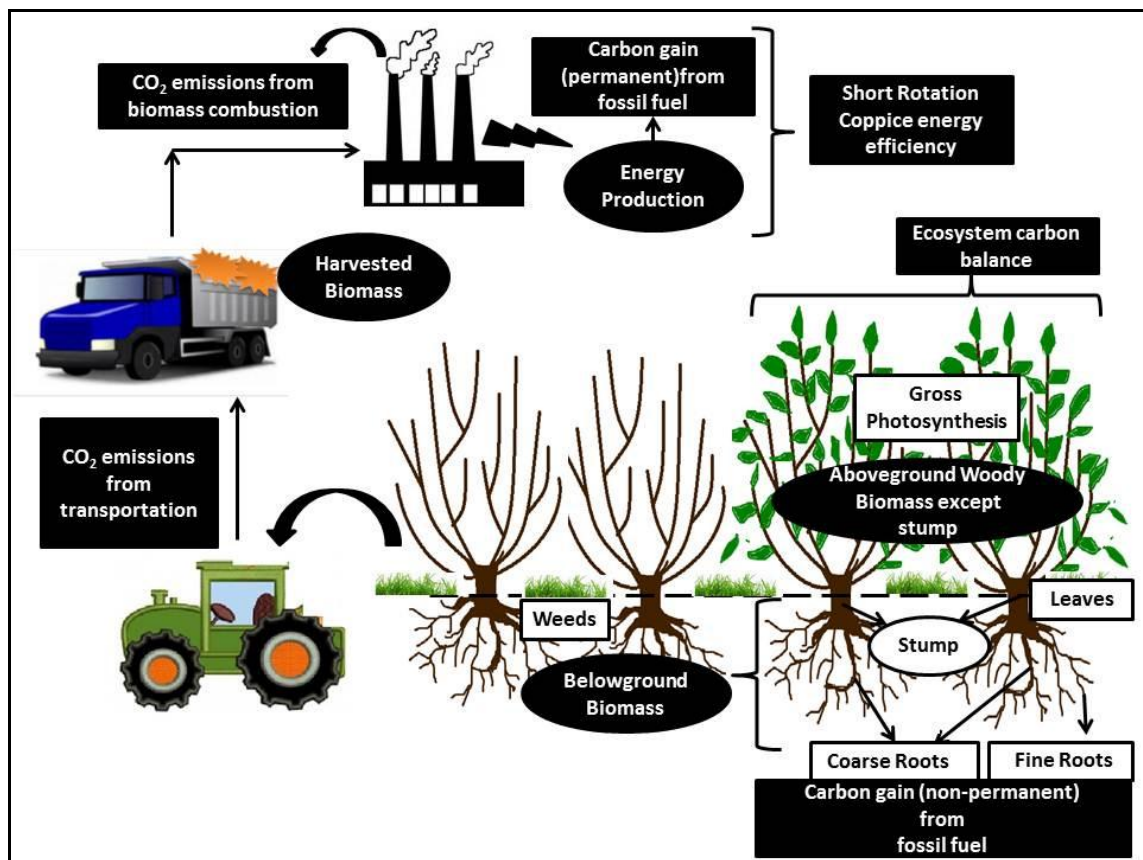 CO₂ emissions from
biomass combustion
Carbon gain
(permanent)from
fossil fuel
Short Rotation
Coppice energy
efficiency
Energy
Production
Harvested
Biomass
Ecosystem carbon
balance
Gross
Photosynthesis
CO₂ emissions
from
transportation
Aboveground Woody
Biomass except
stump
Weeds
Leaves
Stump
Belowground
Biomass
Coarse Roots
Fine Roots
Carbon gain (non-permanent)
from
fossil fuel